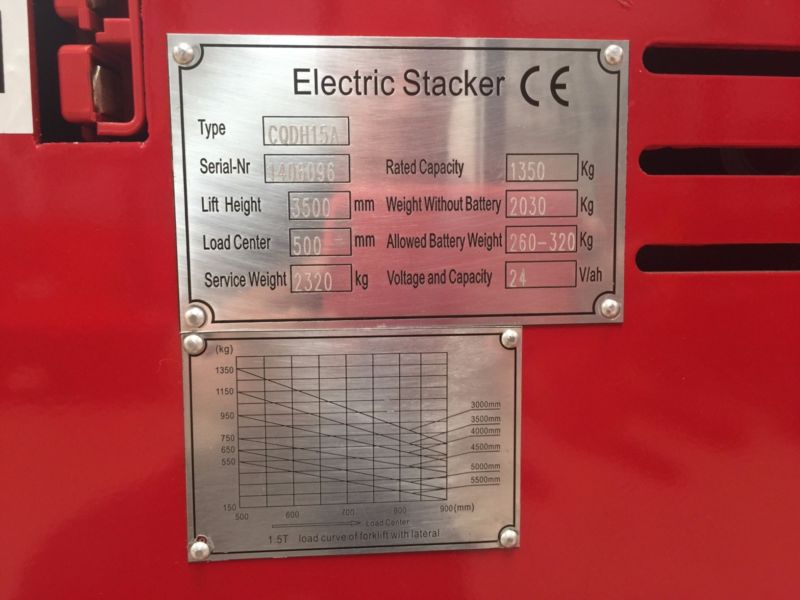 Electric Stacker CE
Type CQDH15A
Serial-Nr 1406096 Rated Capacity 1350 Kg
Lift Height 3500 mm Weight Without Battery 2030 Kg
Load Center 500 mm Allowed Battery Weight 260-320 Kg
Service Weight 2320 kg Voltage and Capacity 24 V/ah
(kg)
1350
1150
950
750
650
550
150
3000mm
3500mm
4000mm
4500mm
5000mm
5500mm
500 600 700 800 900 (mm)
Load Center
1.5T load curve of forklift with lateral